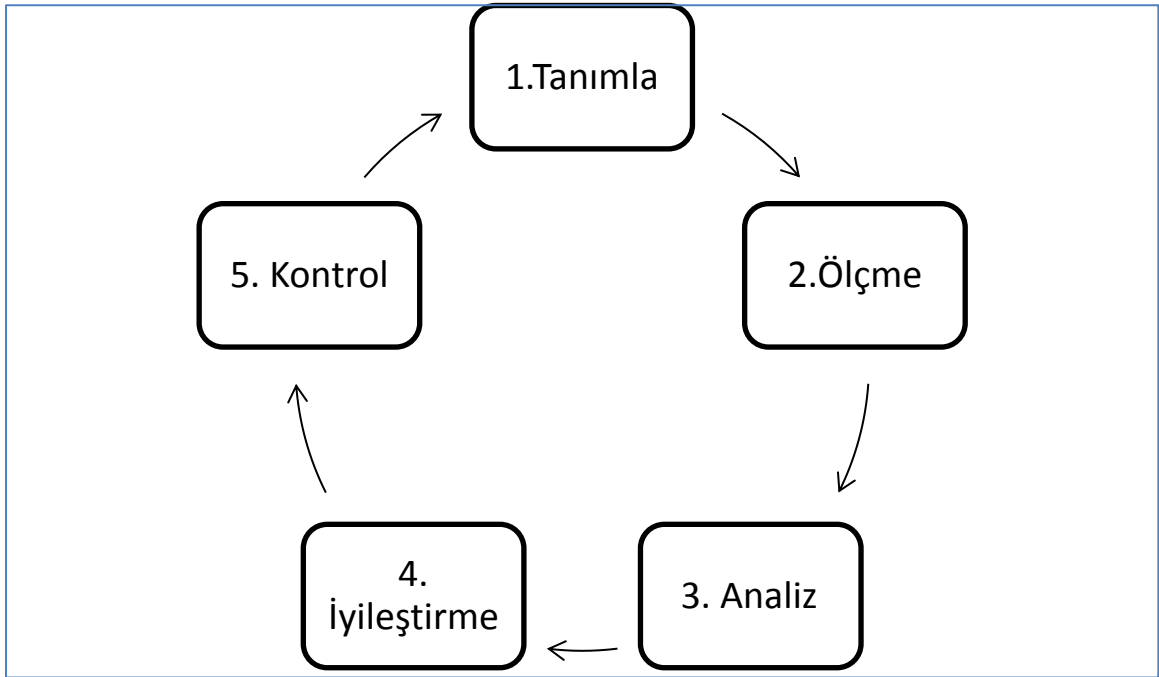 1.Tanımla
2.Ölçme
3. Analiz
4.
İyileştirme
5. Kontrol